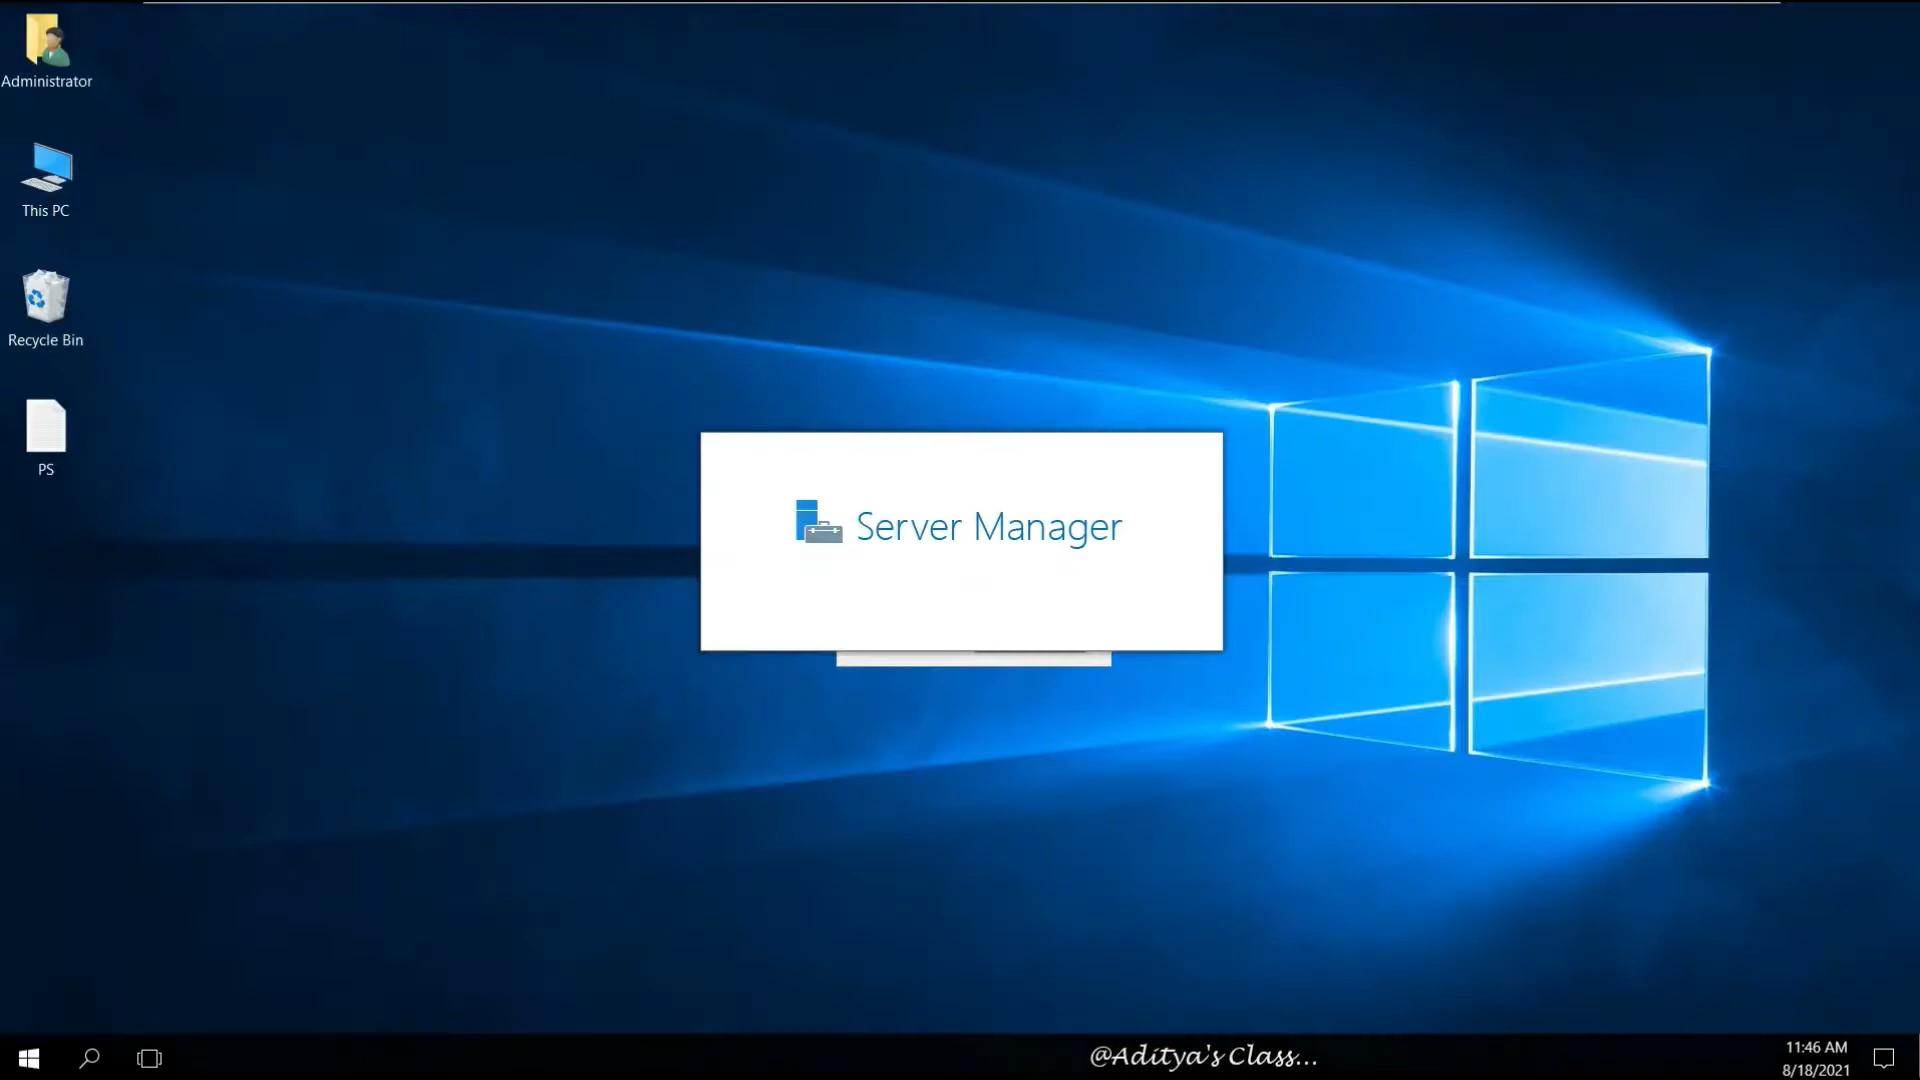 Administrator
This PC
Recycle Bin
PS
Server Manager
@Aditya's Class...
11:46 AM
8/18/2021